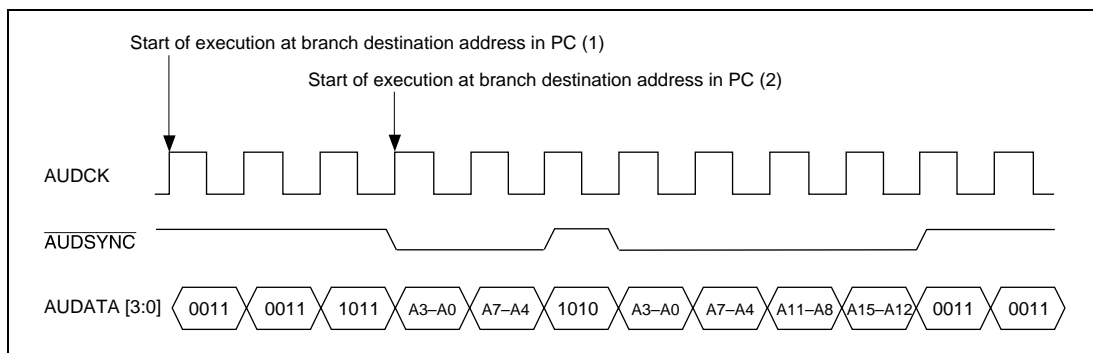 Start of execution at branch destination address in PC (1)
Start of execution at branch destination address in PC (2)
AUDCK
AUDSYNC
AUDATA [3:0] 0011 0011 1011 A3–A0 A7–A4 1010 A3–A0 A7–A4 A11–A8 A15–A12 0011 0011